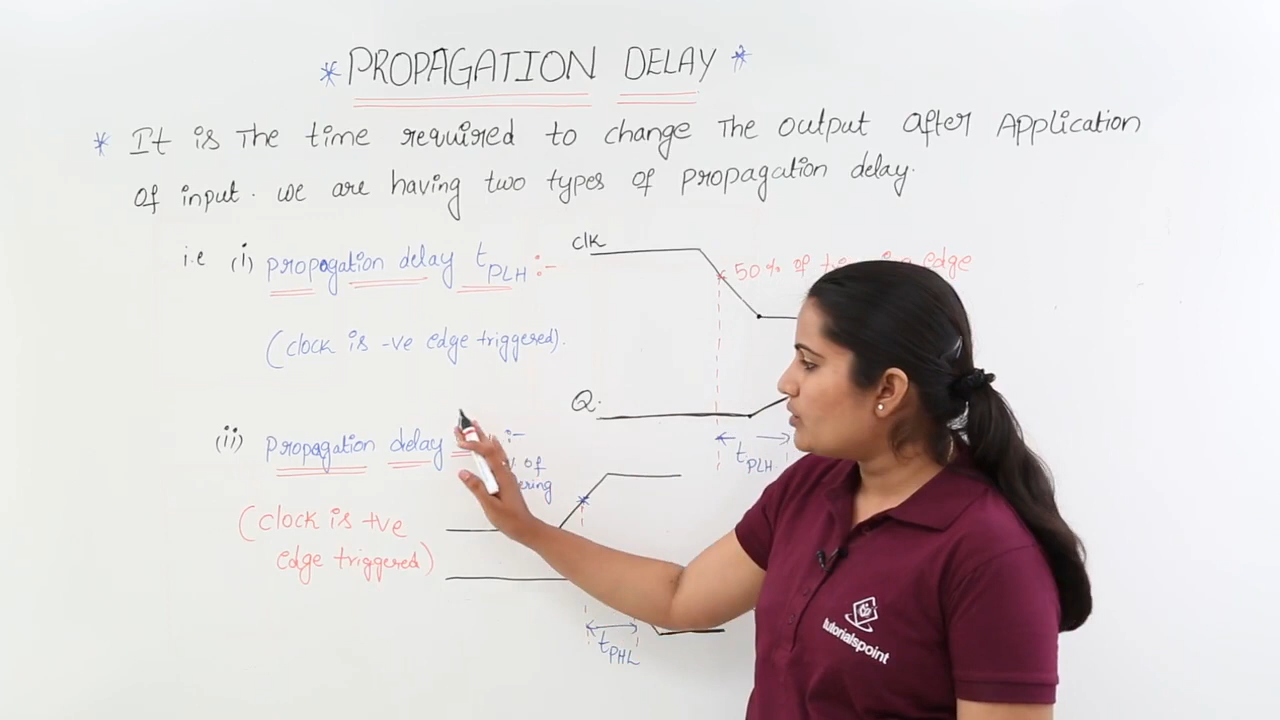 * PROPAGATION DELAY *
* It is The time required to change The output after Application
of input. we are having two types of propagation delay.
i.e (i) propogation delay tPLH :-
clk
50% of edge
(clock is -ve edge triggered).
Q.
tPLH
(ii) propagation delay :-
of
(clock is +ve
edge triggered)
tPHL
tutorialspoint